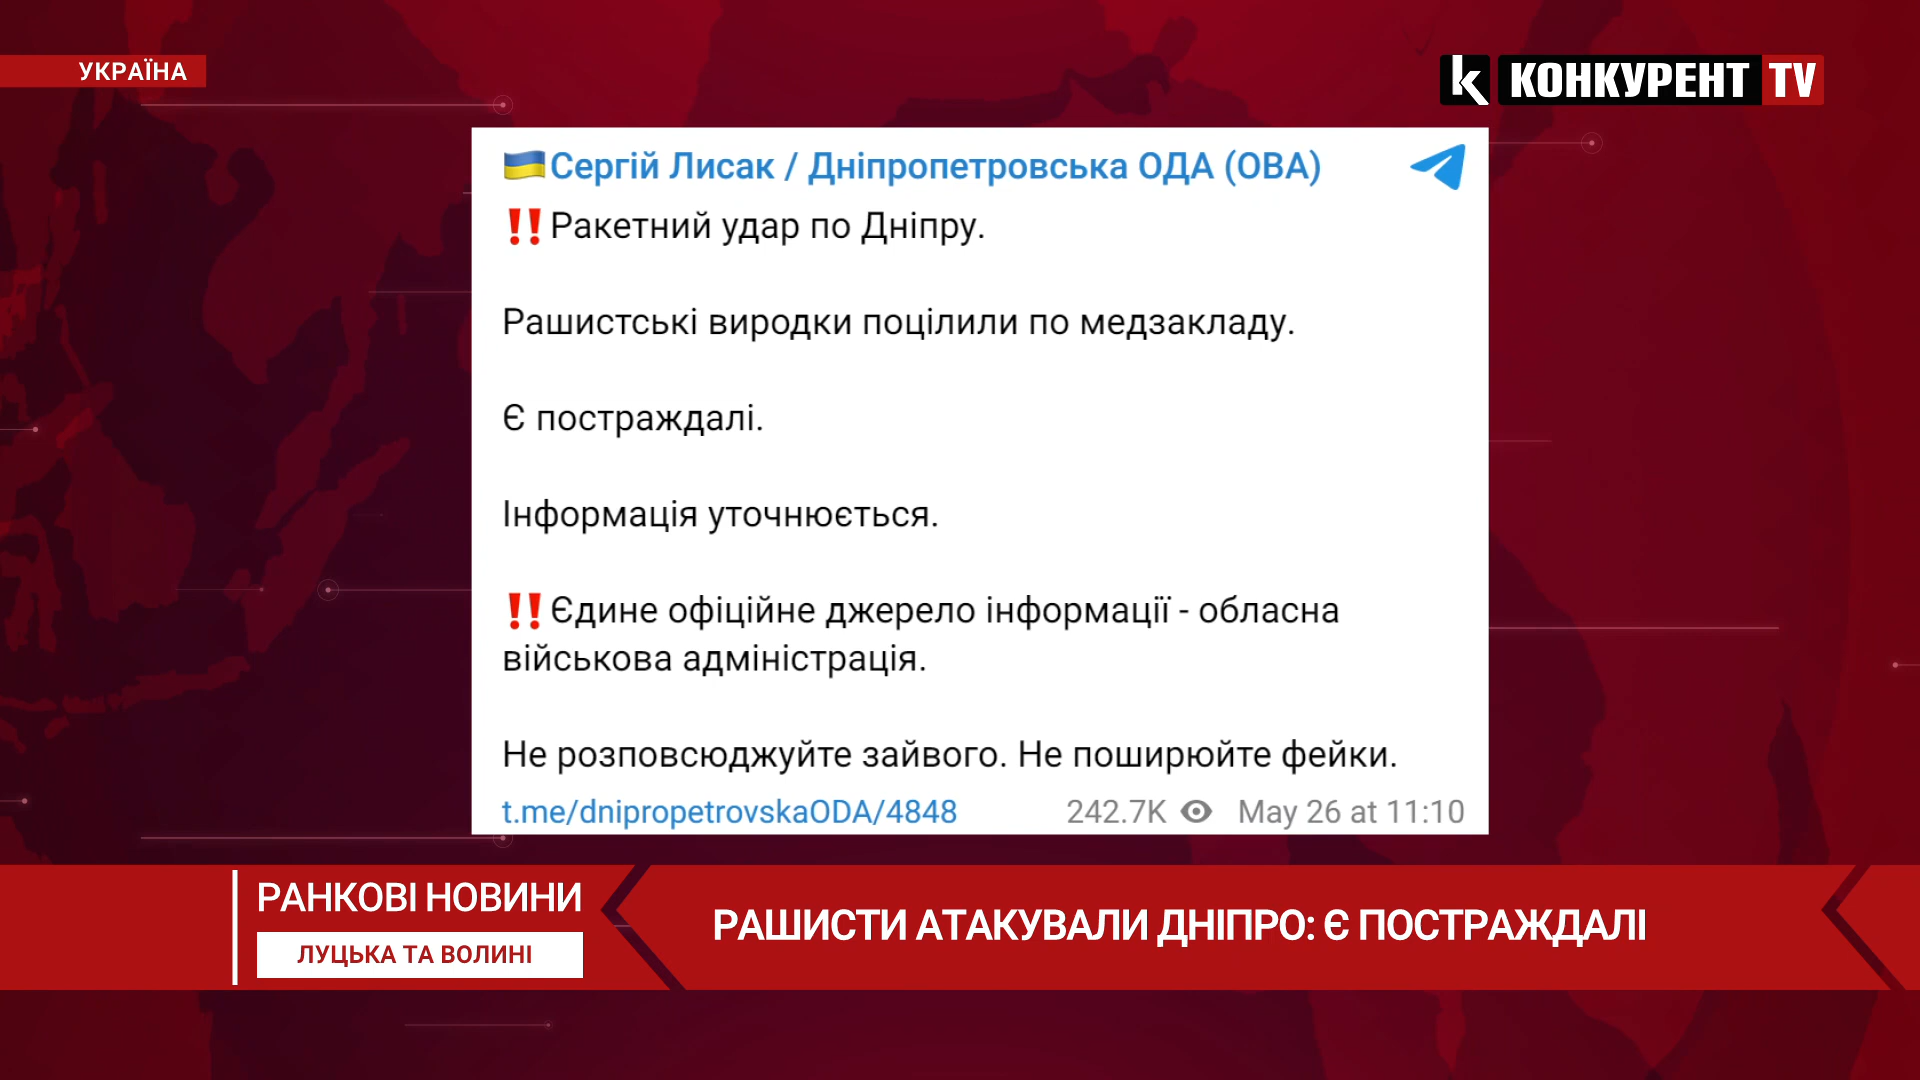 УКРАЇНА
КОНКУРЕНТ TV
🇺🇦Сергій Лисак / Дніпропетровська ОДА (ОВА)
‼️Ракетний удар по Дніпру.
Рашистські виродки поцілили по медзакладу.
Є постраждалі.
Інформація уточнюється.
‼️Єдине офіційне джерело інформації - обласна
військова адміністрація.
Не розповсюджуйте зайвого. Не поширюйте фейки.
t.me/dnipropetrovskaODA/4848 242.7K May 26 at 11:10
РАНКОВІ НОВИНИ
ЛУЦЬКА ТА ВОЛИНІ
РАШИСТИ АТАКУВАЛИ ДНІПРО: Є ПОСТРАЖДАЛІ